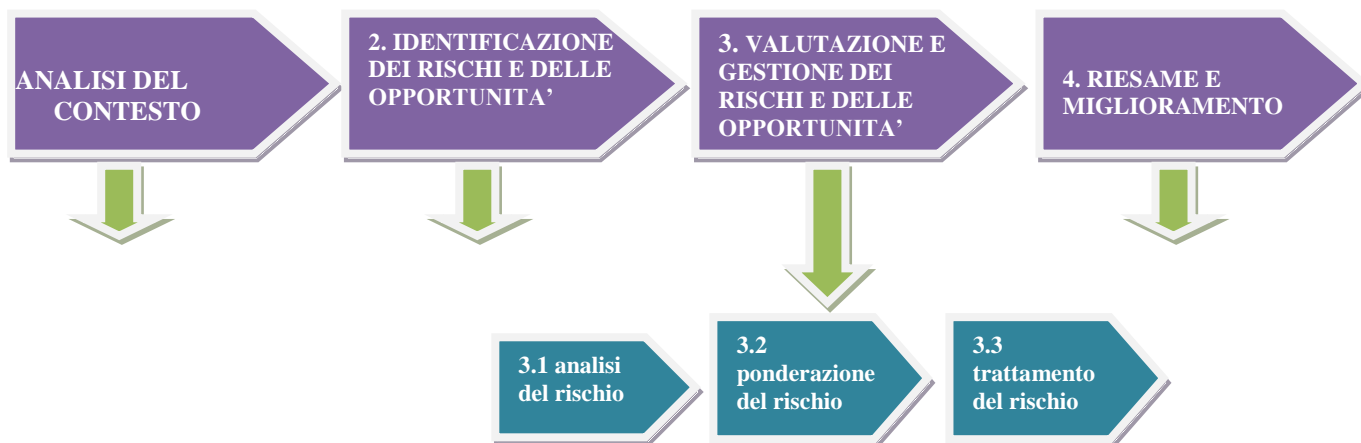 ANALISI DEL
CONTESTO
2. IDENTIFICAZIONE
DEI RISCHI E DELLE
OPPORTUNITA’
3. VALUTAZIONE E
GESTIONE DEI
RISCHI E DELLE
OPPORTUNITA’
4. RIESAME E
MIGLIORAMENTO
3.1 analisi
del rischio
3.2
ponderazione
del rischio
3.3
trattamento
del rischio